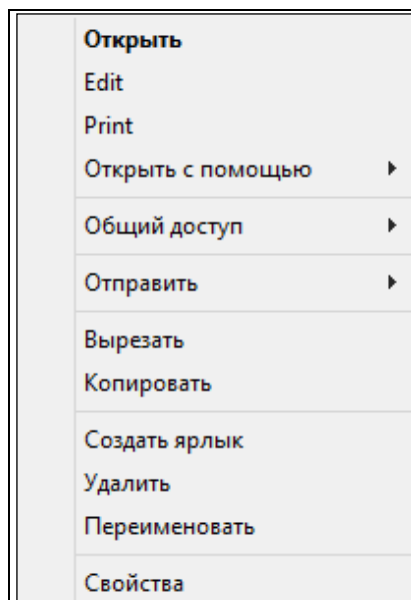 Открыть
Edit
Print
Открыть с помощью
Общий доступ
Отправить
Вырезать
Копировать
Создать ярлык
Удалить
Переименовать
Свойства